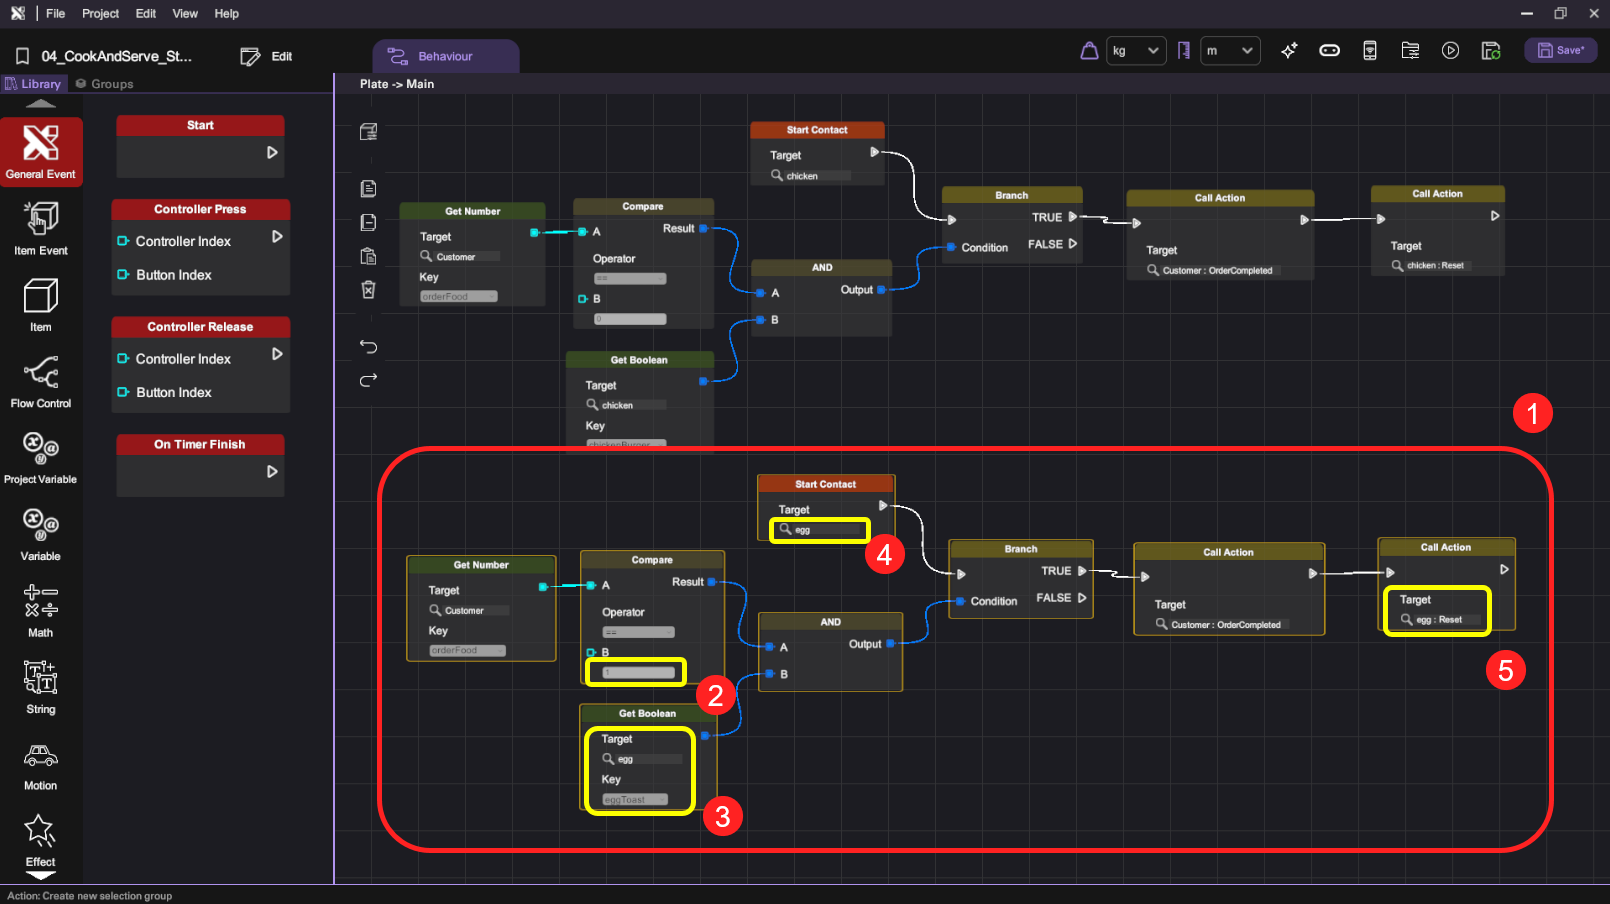 File Project Edit View Help
04_CookAndServe_St... Edit Behaviour kg m Save*
Library Groups Plate -> Main
General Event
Item Event
Item
Flow Control
Project Variable
Variable
Math
String
Motion
Effect
Start
Controller Press
Controller Index
Button Index
Controller Release
Controller Index
Button Index
On Timer Finish
Start Contact
Target
chicken
Get Number
Target
Customer
Key
orderFood
Compare
A Result
Operator
==
B
0
Get Boolean
Target
chicken
Key
chickenBurger
AND
A Output
B
Branch
TRUE
Condition FALSE
Call Action
Target
Customer : OrderCompleted
Call Action
Target
chicken : Reset
1
Start Contact
Target
egg
4
Get Number
Target
Customer
Key
orderFood
Compare
A Result
Operator
==
B
1
2
Get Boolean
Target
egg
Key
eggToast
3
AND
A Output
B
Branch
TRUE
Condition FALSE
Call Action
Target
Customer : OrderCompleted
Call Action
Target
egg : Reset
5
Action: Create new selection group